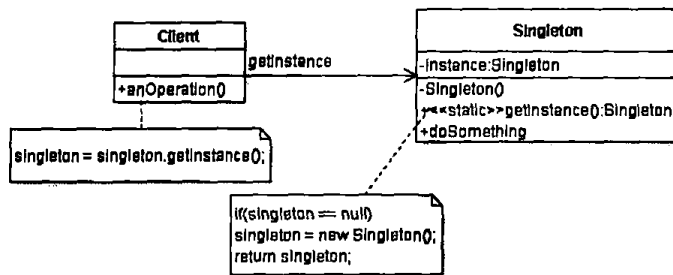 Client
+anOperation()
getInstance
Singleton
-instance:Singleton
-Singleton()
+<<static>>getInstance():Singleton
+doSomething
singleton = singleton.getInstance();
if(singleton == null)
singleton = new Singleton();
return singleton;